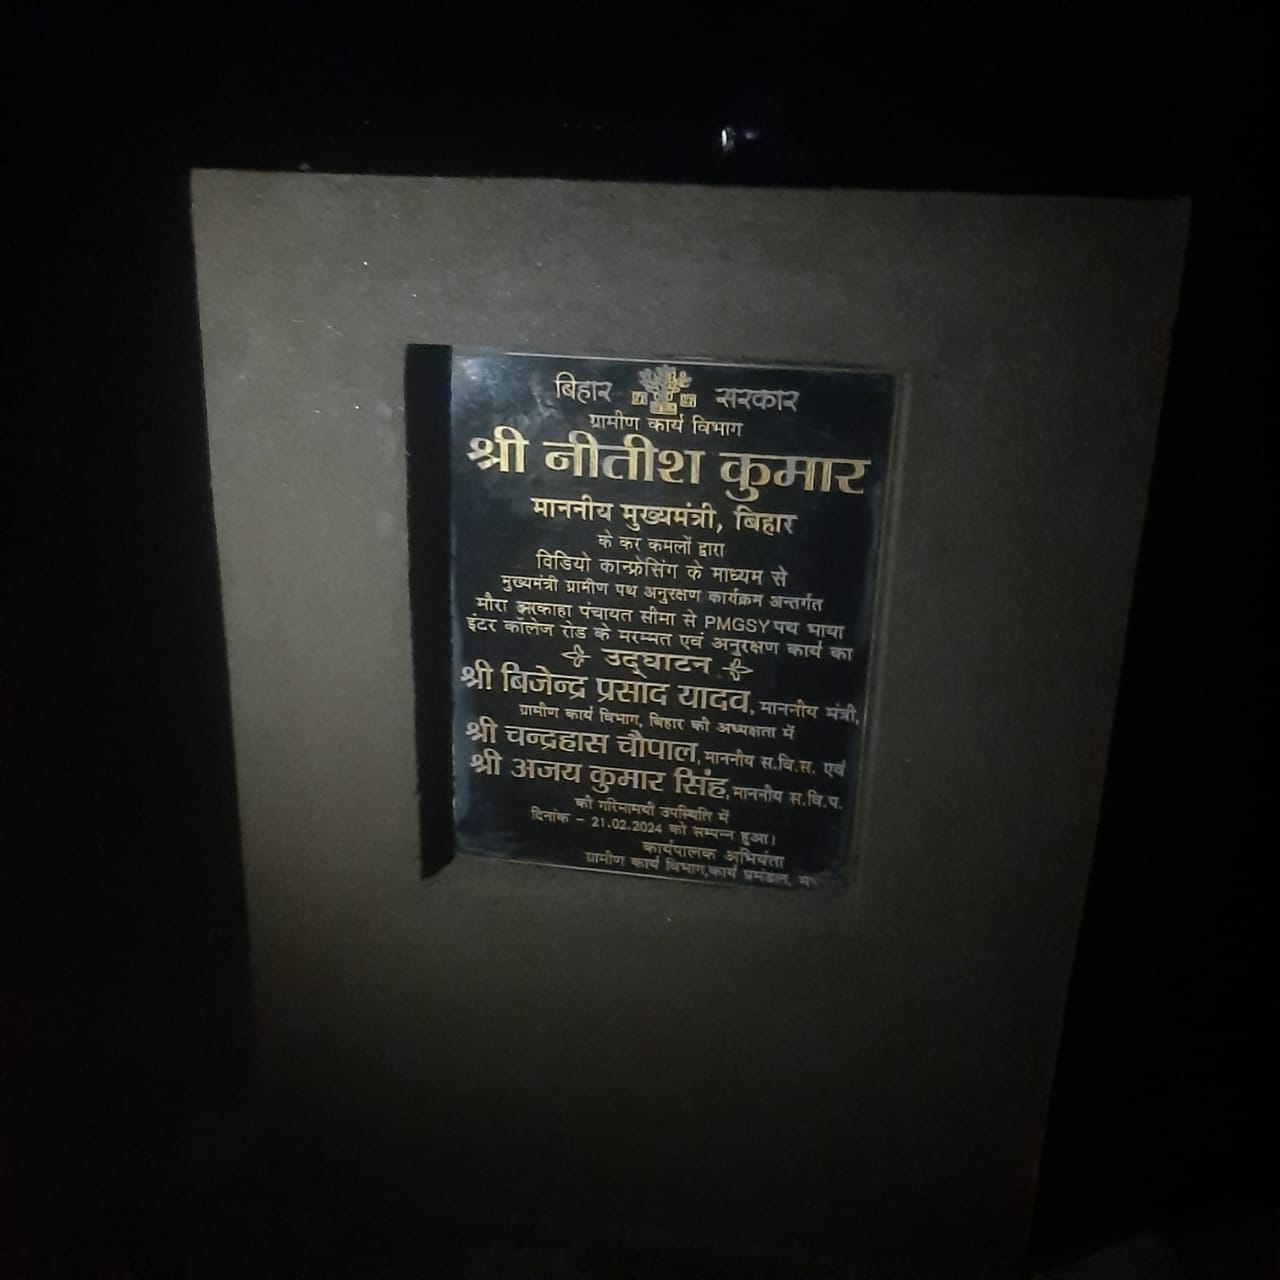 बिहार सरकार
ग्रामीण कार्य विभाग
श्री नीतीश कुमार
माननीय मुख्यमंत्री, बिहार
के कर कमलों द्वारा
विडियो कान्फ्रेसिंग के माध्यम से
मुख्यमंत्री ग्रामीण पथ अनुरक्षण कार्यक्रम अन्तर्गत
मौरा झरकाहा पंचायत सीमा से PMGSY पथ भाया
इंटर कॉलेज रोड के मरम्मत एवं अनुरक्षण कार्य का
उद्घाटन
श्री बिजेन्द्र प्रसाद यादव, माननीय मंत्री,
ग्रामीण कार्य विभाग, बिहार की अध्यक्षता में
श्री चन्द्रहास चौपाल, माननीय स.वि.स. एवं
श्री अजय कुमार सिंह, माननीय स.वि.प.
की गरिमामयी उपस्थिति में
दिनांक - 21.02.2024 को सम्पन्न हुआ।
कार्यपालक अभियंता
ग्रामीण कार्य विभाग, कार्य प्रमंडल,